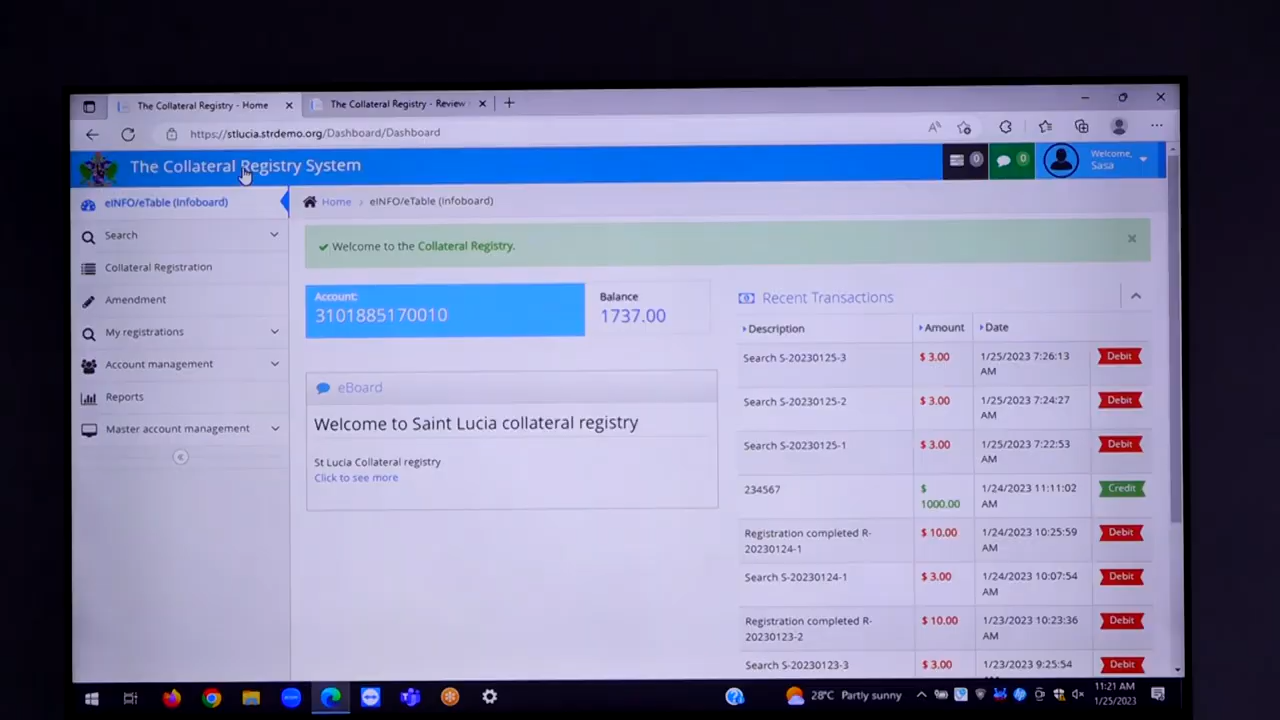 The Collateral Registry - Home
The Collateral Registry - Review
https://stlucia.strdemo.org/Dashboard/Dashboard
The Collateral Registry System
0
0
Welcome,
Sasa
eINFO/eTable (Infoboard)
Search
Collateral Registration
Amendment
My registrations
Account management
Reports
Master account management
Home > eINFO/eTable (Infoboard)
Welcome to the Collateral Registry.
Account:
3101885170010
Balance
1737.00
eBoard
Welcome to Saint Lucia collateral registry
St Lucia Collateral registry
Click to see more
Recent Transactions
Description Amount Date
Search S-20230125-3 $ 3.00 1/25/2023 7:26:13 AM Debit
Search S-20230125-2 $ 3.00 1/25/2023 7:24:27 AM Debit
Search S-20230125-1 $ 3.00 1/25/2023 7:22:53 AM Debit
234567 $ 1000.00 1/24/2023 11:11:02 AM Credit
Registration completed R-20230124-1 $ 10.00 1/24/2023 10:25:59 AM Debit
Search S-20230124-1 $ 3.00 1/24/2023 10:07:54 AM Debit
Registration completed R-20230123-2 $ 10.00 1/23/2023 10:23:36 AM Debit
Search S-20230123-3 $ 3.00 1/23/2023 9:25:54 Debit
28°C Partly sunny
11:21 AM
1/25/2023